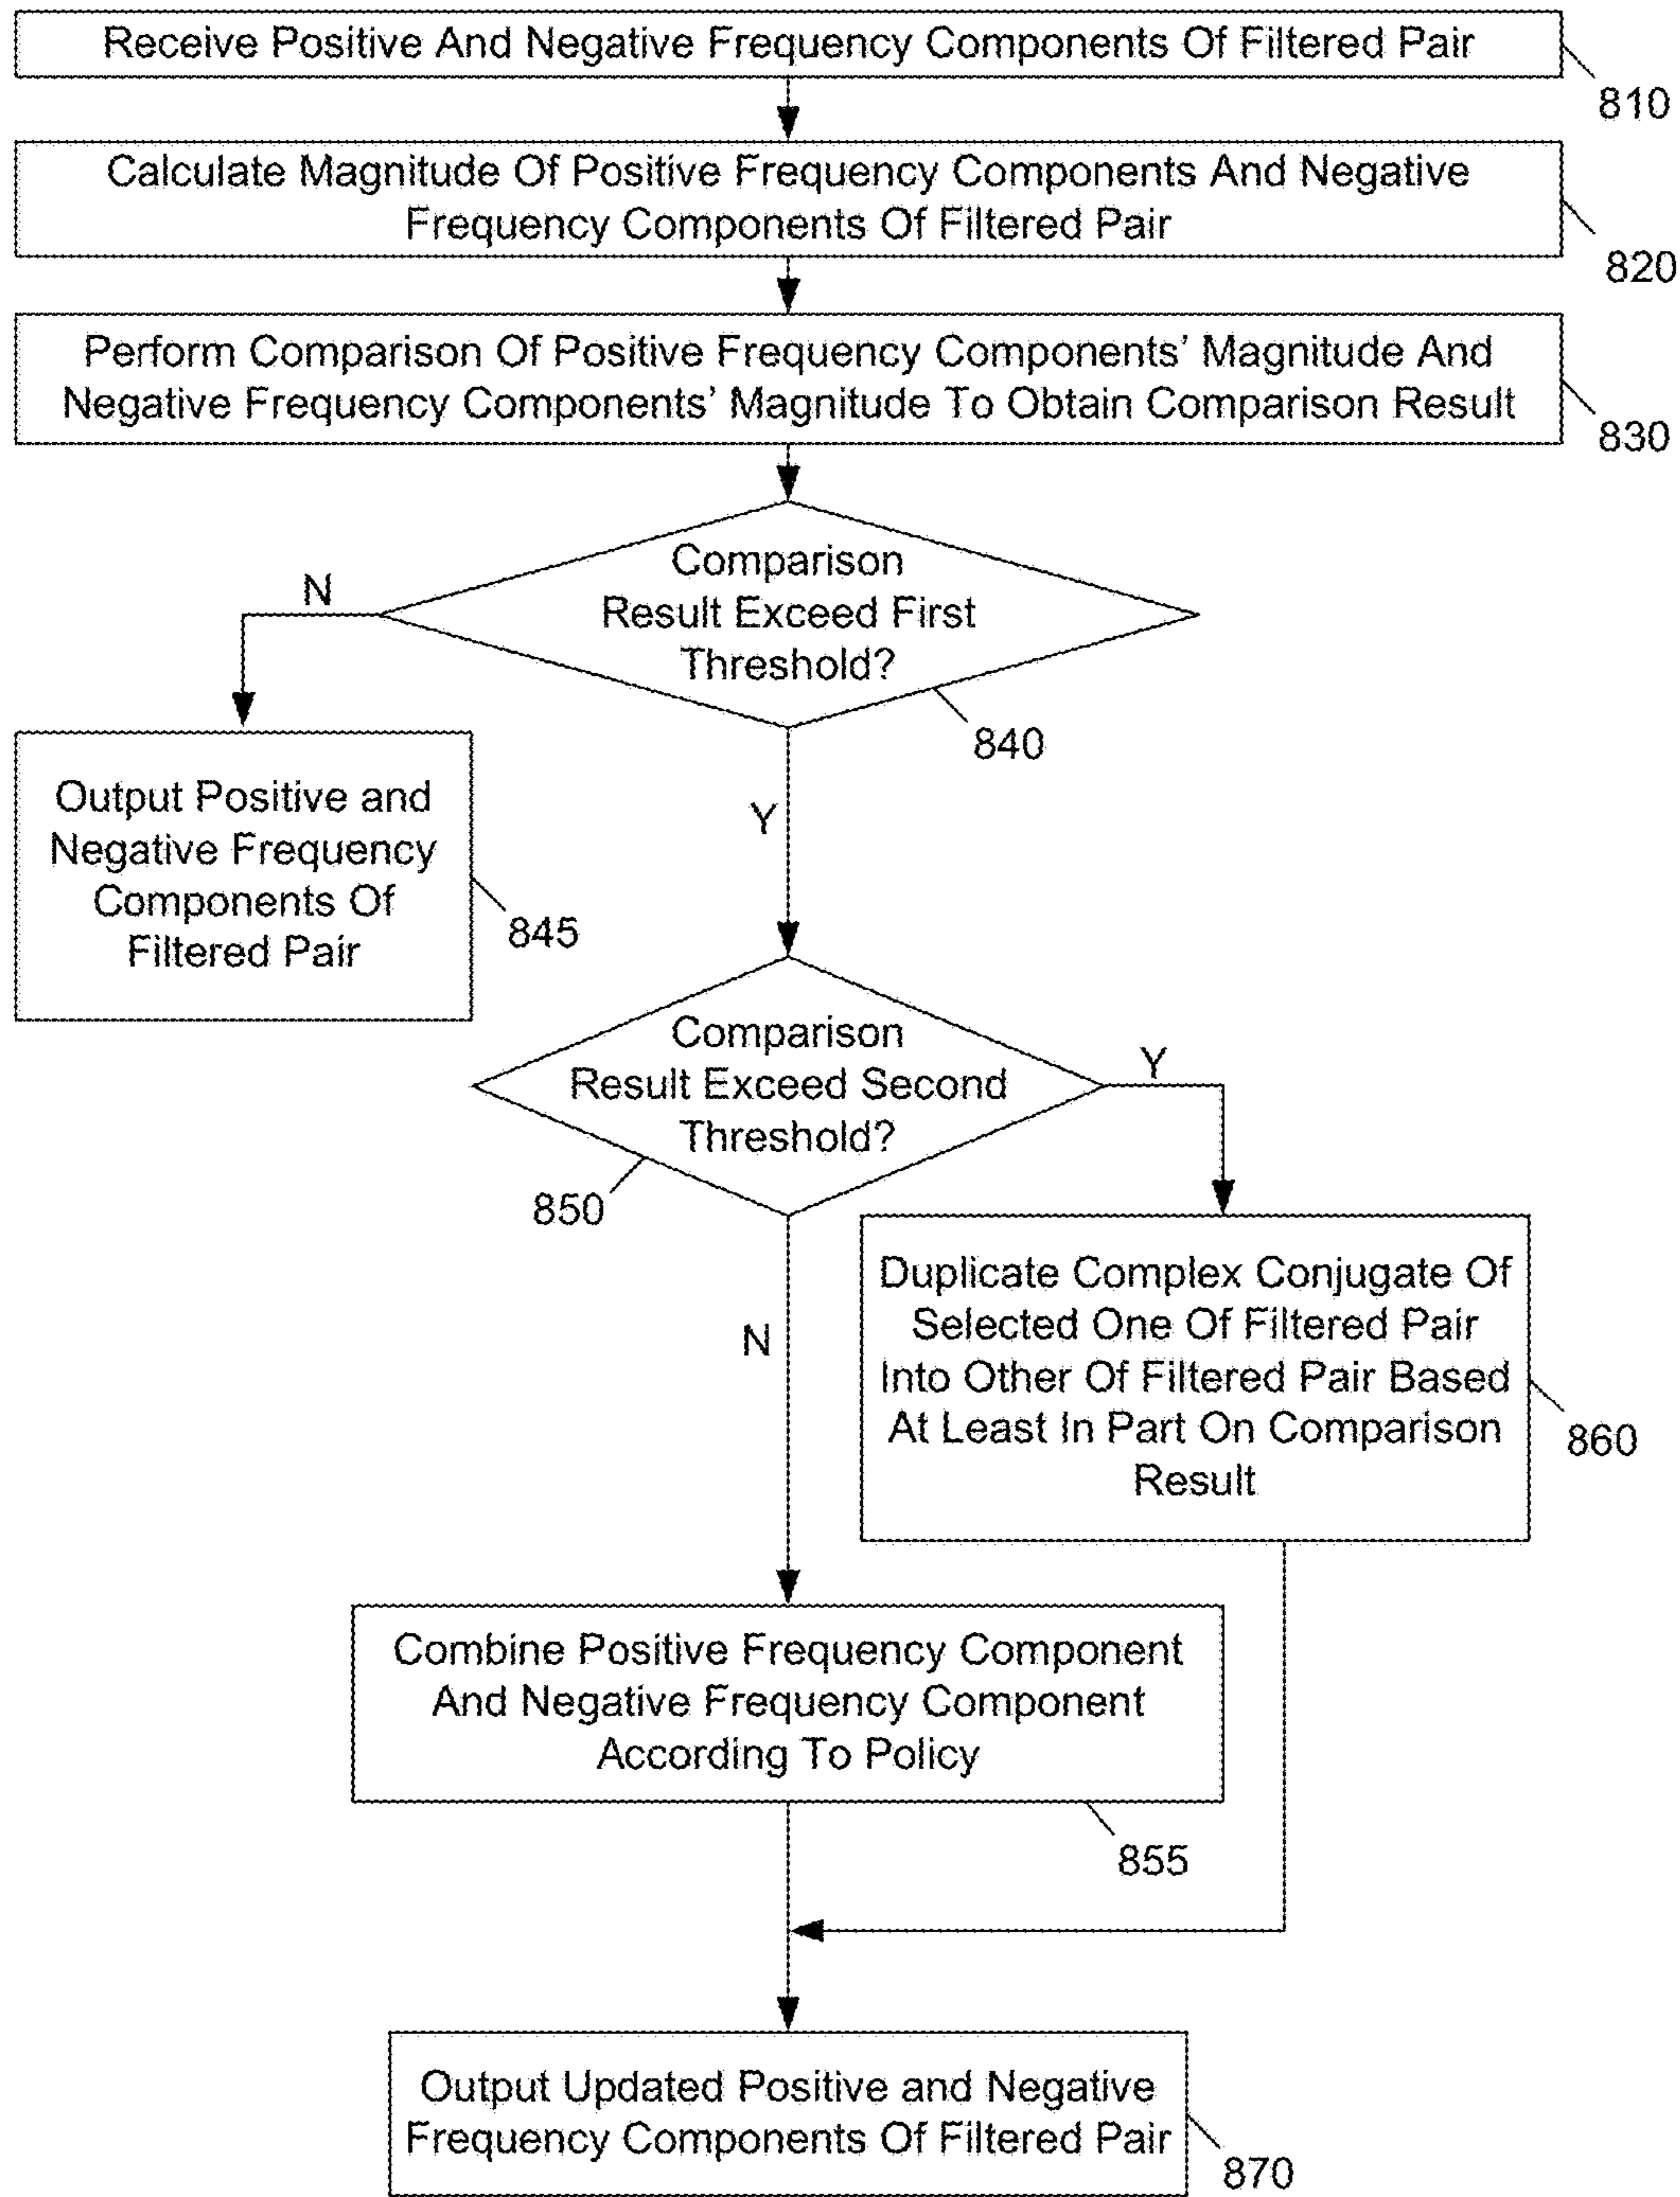 Receive Positive And Negative Frequency Components Of Filtered Pair
810
Calculate Magnitude Of Positive Frequency Components And Negative
Frequency Components Of Filtered Pair
820
Perform Comparison Of Positive Frequency Components’ Magnitude And
Negative Frequency Components’ Magnitude To Obtain Comparison Result
830
Comparison
Result Exceed First
Threshold?
840
N
Output Positive and
Negative Frequency
Components Of
Filtered Pair
845
Y
Comparison
Result Exceed Second
Threshold?
850
Y
Duplicate Complex Conjugate Of
Selected One Of Filtered Pair
Into Other Of Filtered Pair Based
At Least In Part On Comparison
Result
860
N
Combine Positive Frequency Component
And Negative Frequency Component
According To Policy
855
Output Updated Positive and Negative
Frequency Components Of Filtered Pair
870